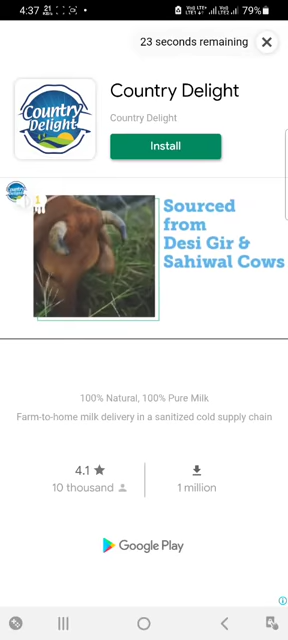 4:37
79%
23 seconds remaining
Country Delight
Country Delight
Country
Delight
Install
Sourced
from
Desi Gir &
Sahiwal Cows
100% Natural, 100% Pure Milk
Farm-to-home milk delivery in a sanitized cold supply chain
4.1
10 thousand
1 million
Google Play